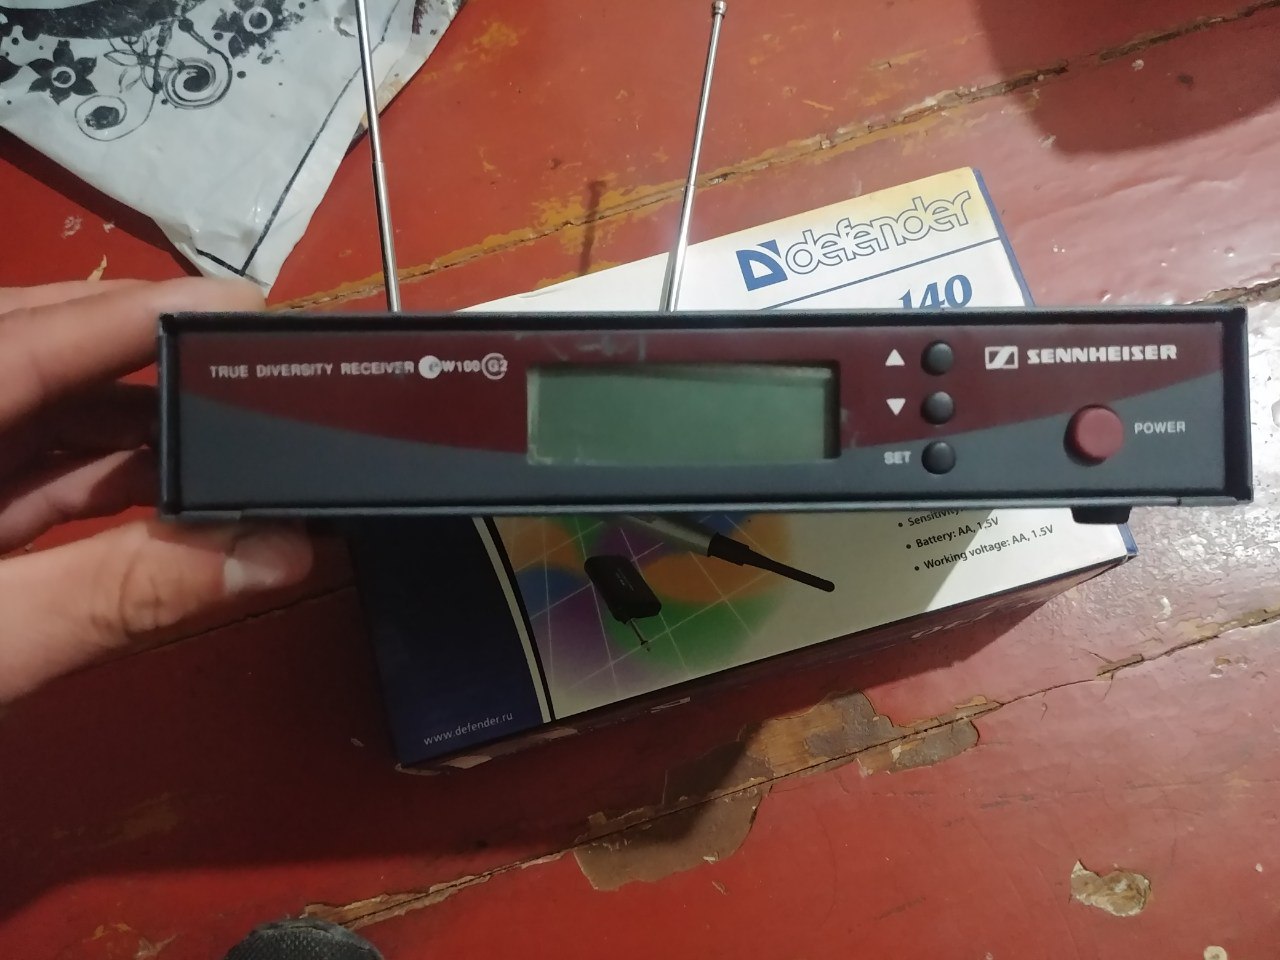 defender
140
TRUE DIVERSITY RECEIVER ew100 G2
SENNHEISER
▲
▼
SET
POWER
• Battery: AA, 1.5V
• Working voltage: AA, 1.5V
www.defender.ru